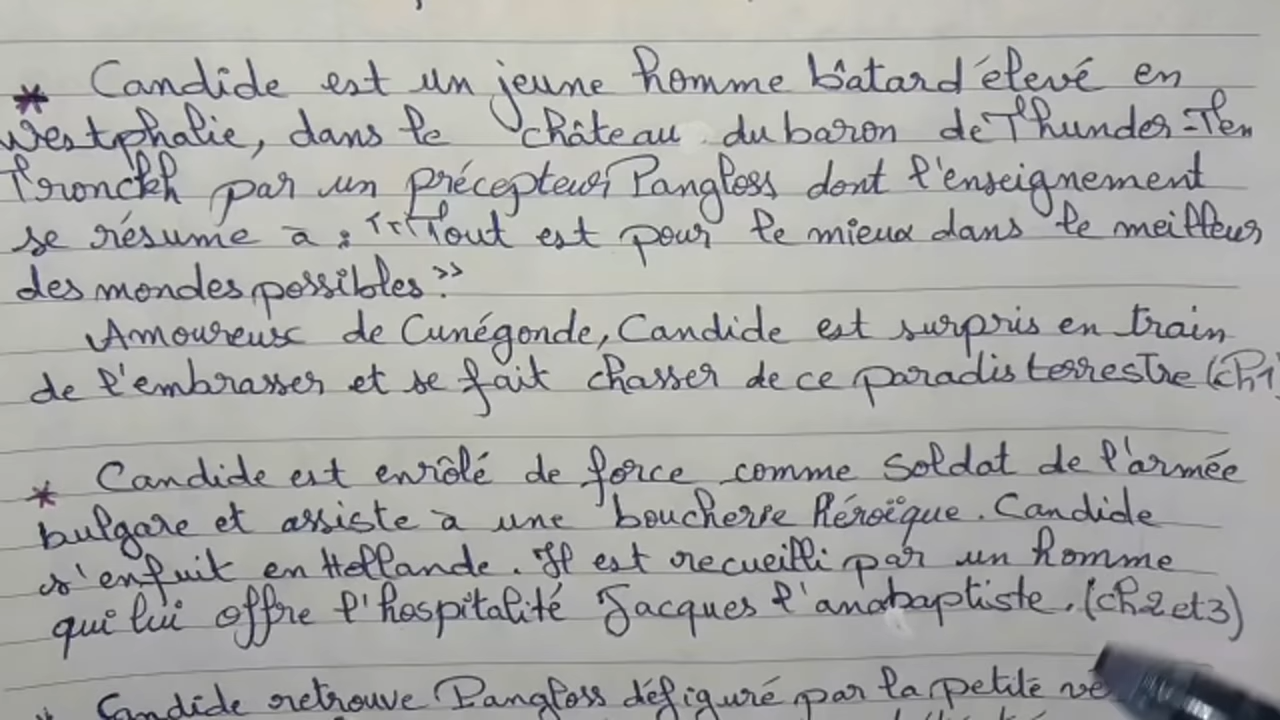 * Candide est un jeune homme bâtard élevé en
Westphalie, dans le château du baron de Thunder-Ten
Tronckh par un précepteur Pangloss dont l'enseignement
se résume à : "Tout est pour le mieux dans le meilleur
des mondes possibles."
Amoureux de Cunégonde, Candide est surpris en train
de l'embrasser et se fait chasser de ce paradis terrestre (ch1)
* Candide est enrôlé de force comme soldat de l'armée
bulgare et assiste à une boucherie héroïque. Candide
s'enfuit en Hollande. Il est recueilli par un homme
qui lui offre l'hospitalité Jacques l'anabaptiste. (ch2 et 3)
Candide retrouve Pangloss défiguré par la petite vé